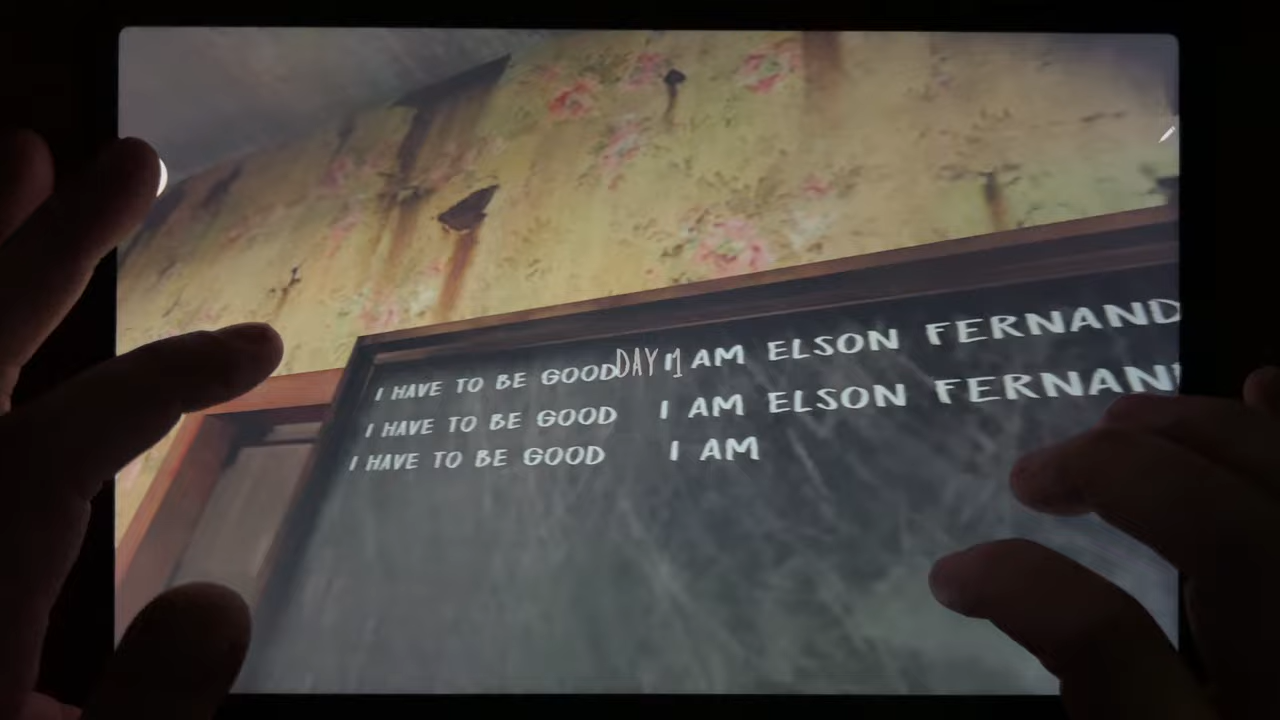 I HAVE TO BE GOOD DAY 1 I AM ELSON FERNAND
I HAVE TO BE GOOD I AM ELSON FERNAN
I HAVE TO BE GOOD I AM